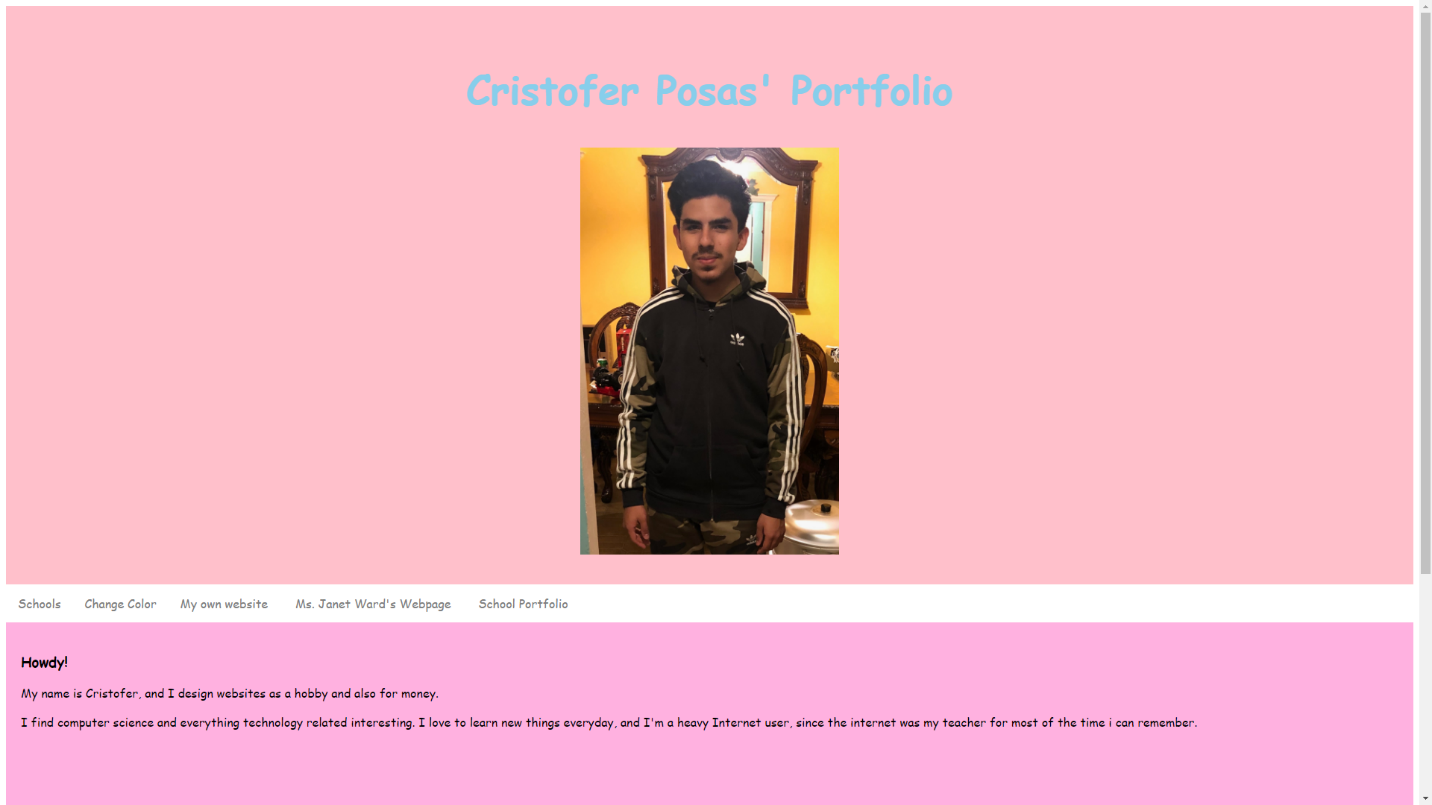 Cristofer Posas' Portfolio
Schools Change Color My own website Ms. Janet Ward's Webpage School Portfolio
Howdy!
My name is Cristofer, and I design websites as a hobby and also for money.
I find computer science and everything technology related interesting. I love to learn new things everyday, and I'm a heavy Internet user, since the internet was my teacher for most of the time i can remember.